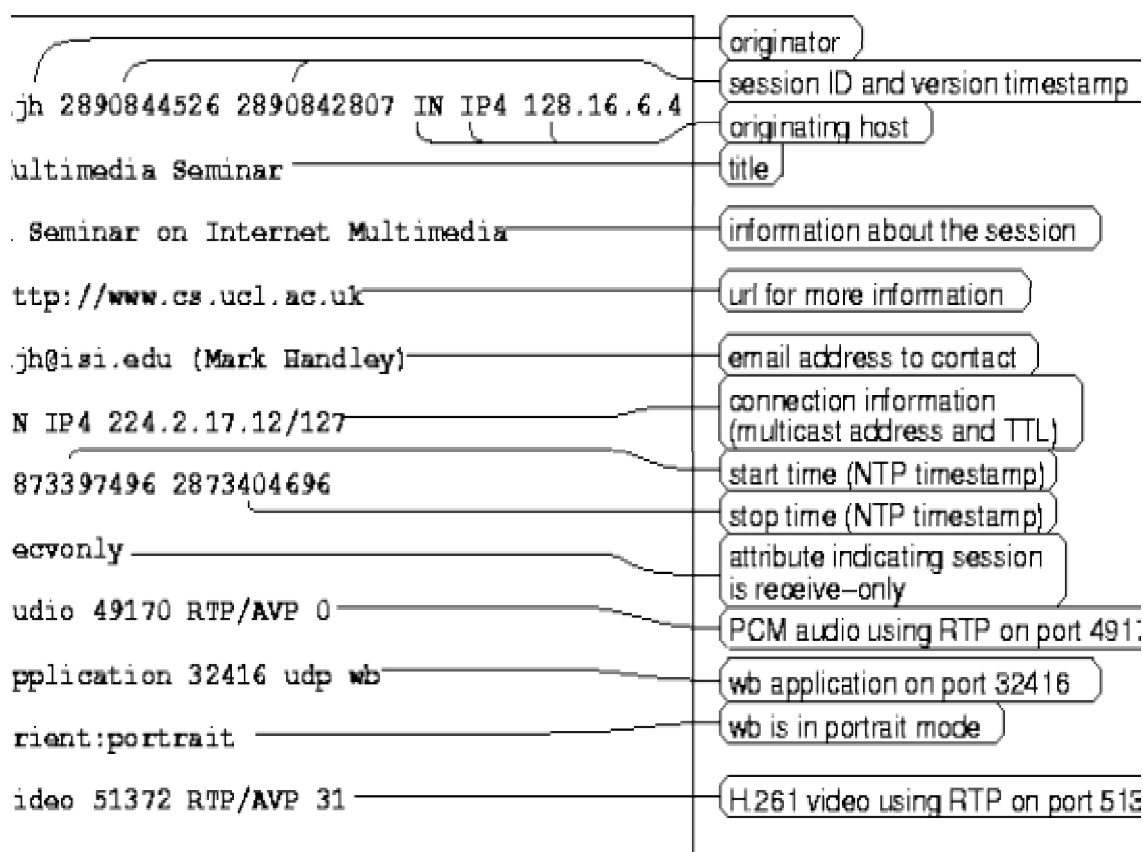 originator
session ID and version timestamp
jh 2890844526 2890842807 IN IP4 128.16.6.4
originating host
ultimedia Seminar
title
Seminar on Internet Multimedia
information about the session
ttp://www.cs.ucl.ac.uk
url for more information
jh@isi.edu (Mark Handley)
email address to contact
connection information
N IP4 224.2.17.12/127
(multicast address and TTL)
start time (NTP timestamp)
873397496 2873404696
stop time (NTP timestamp)
ecvonly
attribute indicating session
is receive-only
udio 49170 RTP/AVP 0
PCM audio using RTP on port 4917
pplication 32416 udp wb
wb application on port 32416
rient:portrait
wb is in portrait mode
ideo 51372 RTP/AVP 31
H.261 video using RTP on port 513